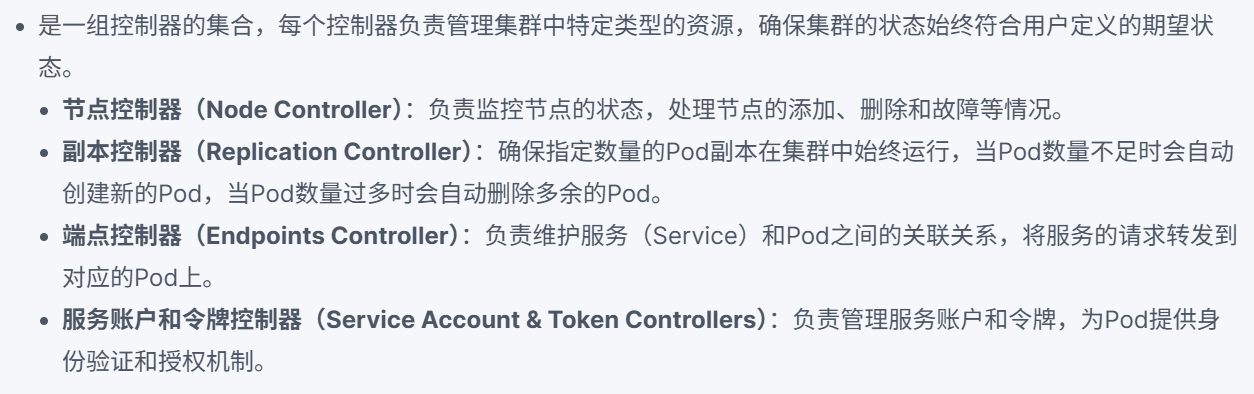 是一组控制器的集合，每个控制器负责管理集群中特定类型的资源，确保集群的状态始终符合用户定义的期望状
态。
节点控制器（Node Controller）：负责监控节点的状态，处理节点的添加、删除和故障等情况。
副本控制器（Replication Controller）：确保指定数量的Pod副本在集群中始终运行，当Pod数量不足时会自动
创建新的Pod，当Pod数量过多时会自动删除多余的Pod。
端点控制器（Endpoints Controller）：负责维护服务（Service）和Pod之间的关联关系，将服务的请求转发到
对应的Pod上。
服务账户和令牌控制器（Service Account & Token Controllers）：负责管理服务账户和令牌，为Pod提供身
份验证和授权机制。